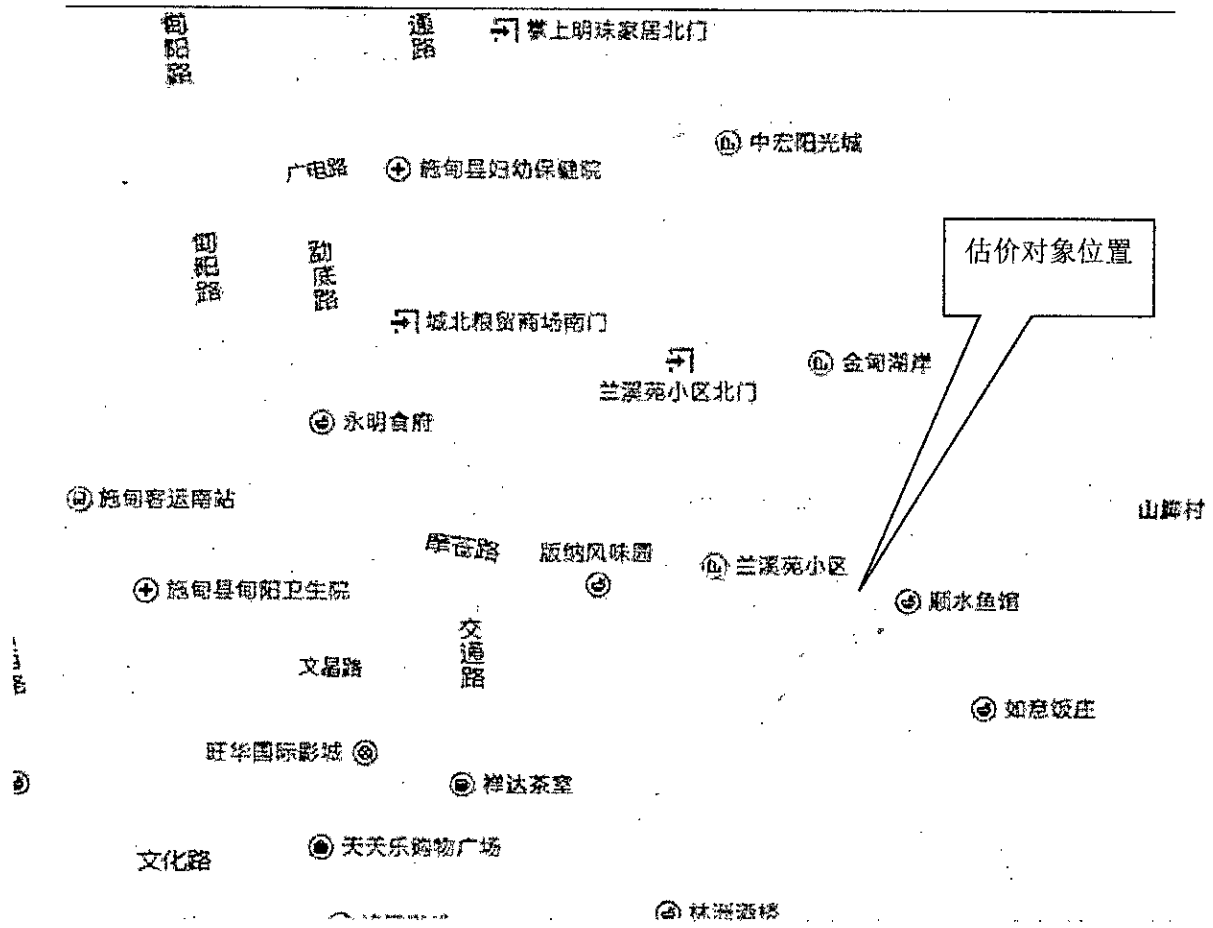 甸阳路
通路
掌上明珠家居北门
中宏阳光城
广电路
施甸县妇幼保健院
甸阳路
勐底路
估价对象位置
城北粮贸商场南门
兰溪苑小区北门
金甸湖岸
永明食府
施甸客运南站
山脚村
摩苍路
版纳风味园
兰溪苑小区
施甸县甸阳卫生院
顺水鱼馆
交通路
文昌路
如意饭庄
旺华国际影城
禅达茶室
天天乐购物广场
文化路
林洲酒楼